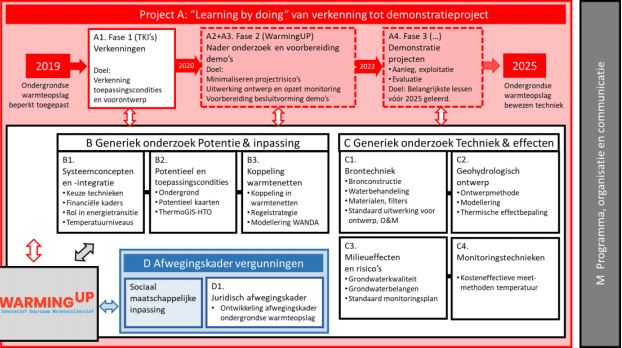 Project A: "Learning by doing" van verkenning tot demonstratieproject
2019
Ondergrondse
warmteopslag
beperkt toegepast
A1. Fase 1 (TKI's)
Verkenningen
Doel:
Verkenning
toepassingscondities
en voorontwerp
2020
A2+A3. Fase 2 (WarmingUP)
Nader onderzoek en voorbereiding
demo's
Doel:
Minimaliseren projectrisico's
Uitwerking ontwerp en opzet monitoring
Voorbereiding besluitvorming demo's
2022
A4. Fase 3 (...)
Demonstratie
projecten
• Aanleg, exploitatie
• Evaluatie
Doel: Belangrijkste lessen
vóór 2025 geleerd.
2025
Ondergrondse
warmteopslag
bewezen techniek
B Generiek onderzoek Potentie & inpassing
B1.
Systeemconcepten
en -integratie
• Keuze technieken
• Financiële kaders
• Rol in energietransitie
• Temperatuurniveaus
B2.
Potentieel en
toepassingscondities
• Ondergrond
• Potentieel kaarten
• ThermoGIS-HTO
B3.
Koppeling
warmtenetten
• Koppeling in
warmtenetten
• Regelstrategie
• Modellering WANDA
C Generiek onderzoek Techniek & effecten
C1.
Brontechniek
• Bronconstructie
• Waterbehandeling
• Materialen, filters
• Standaard uitwerking voor
ontwerp, O&M
C2.
Geohydrologisch
ontwerp
• Ontwerpmethode
• Modellering
• Thermische effectbepaling
C3.
Milieueffecten
en risico's
• Grondwaterkwaliteit
• Grondwaterbelangen
• Standaard monitoringsplan
C4.
Monitoringstechnieken
• Kosteneffectieve meet-
methoden temperatuur
D Afwegingskader vergunningen
Sociaal
maatschappelijke
inpassing
D1.
Juridisch afwegingskader
• Ontwikkeling afwegingskader
ondergrondse warmteopslag
WARMINGUP
Innovatief Duurzaam Warmtecollectief
M Programma, organisatie en communicatie